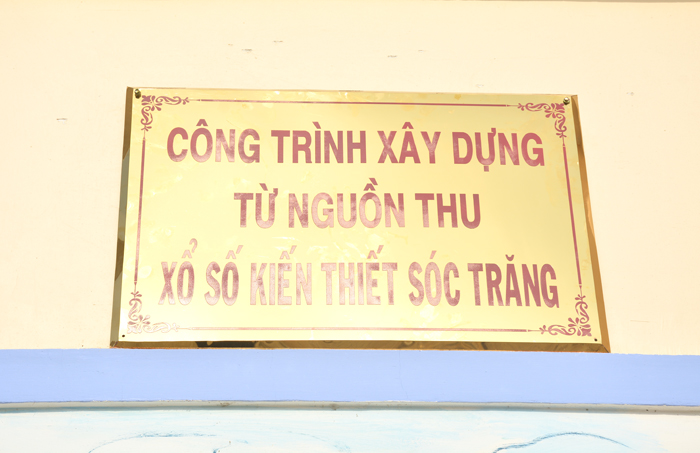 CÔNG TRÌNH XÂY DỰNG
TỪ NGUỒN THU
XỔ SỐ KIẾN THIẾT SÓC TRĂNG